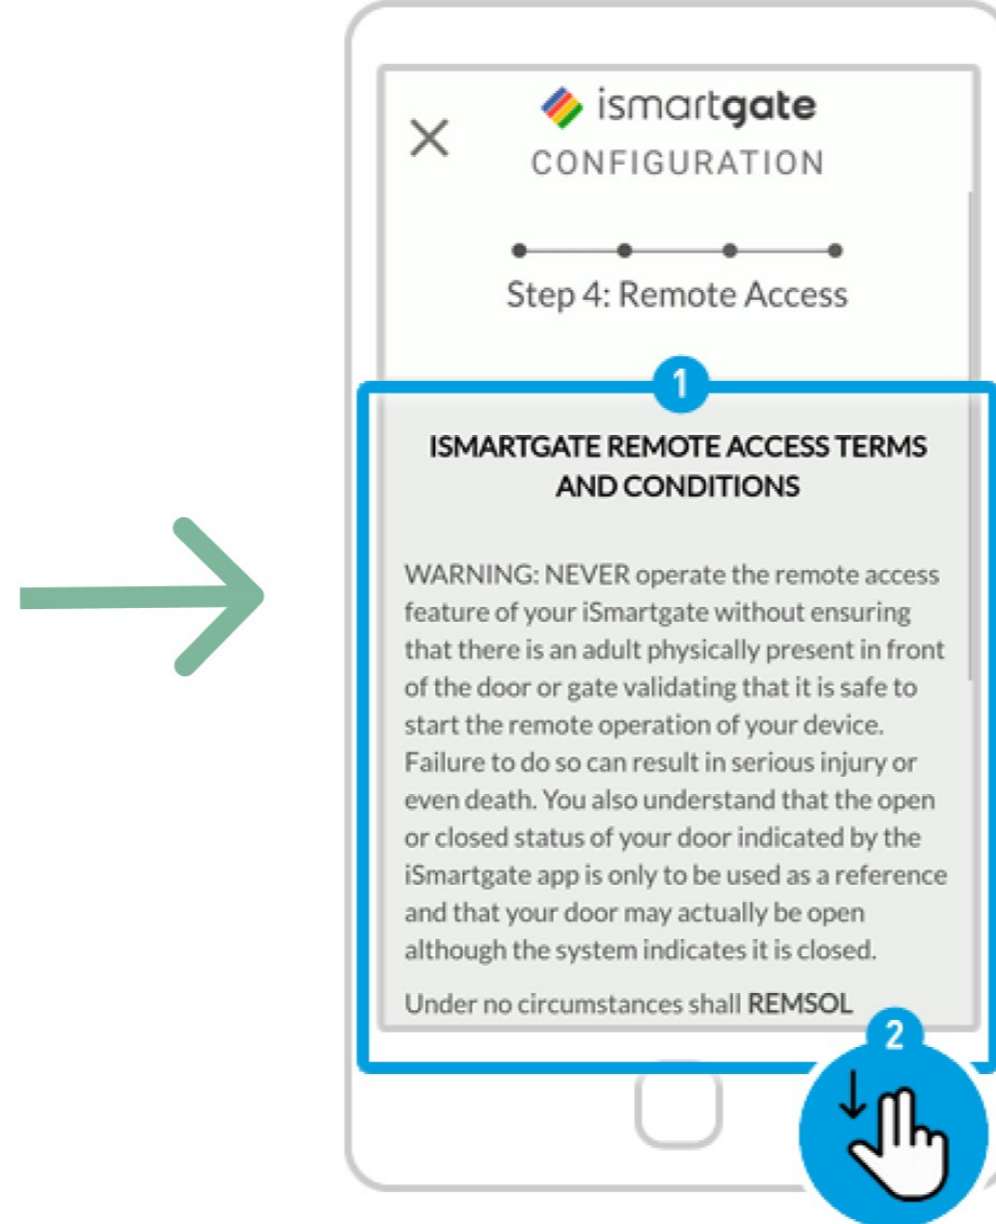 ismartgate
CONFIGURATION
Step 4: Remote Access
1
ISMARTGATE REMOTE ACCESS TERMS
AND CONDITIONS
WARNING: NEVER operate the remote access
feature of your iSmartgate without ensuring
that there is an adult physically present in front
of the door or gate validating that it is safe to
start the remote operation of your device.
Failure to do so can result in serious injury or
even death. You also understand that the open
or closed status of your door indicated by the
iSmartgate app is only to be used as a reference
and that your door may actually be open
although the system indicates it is closed.
Under no circumstances shall REMSOL
2